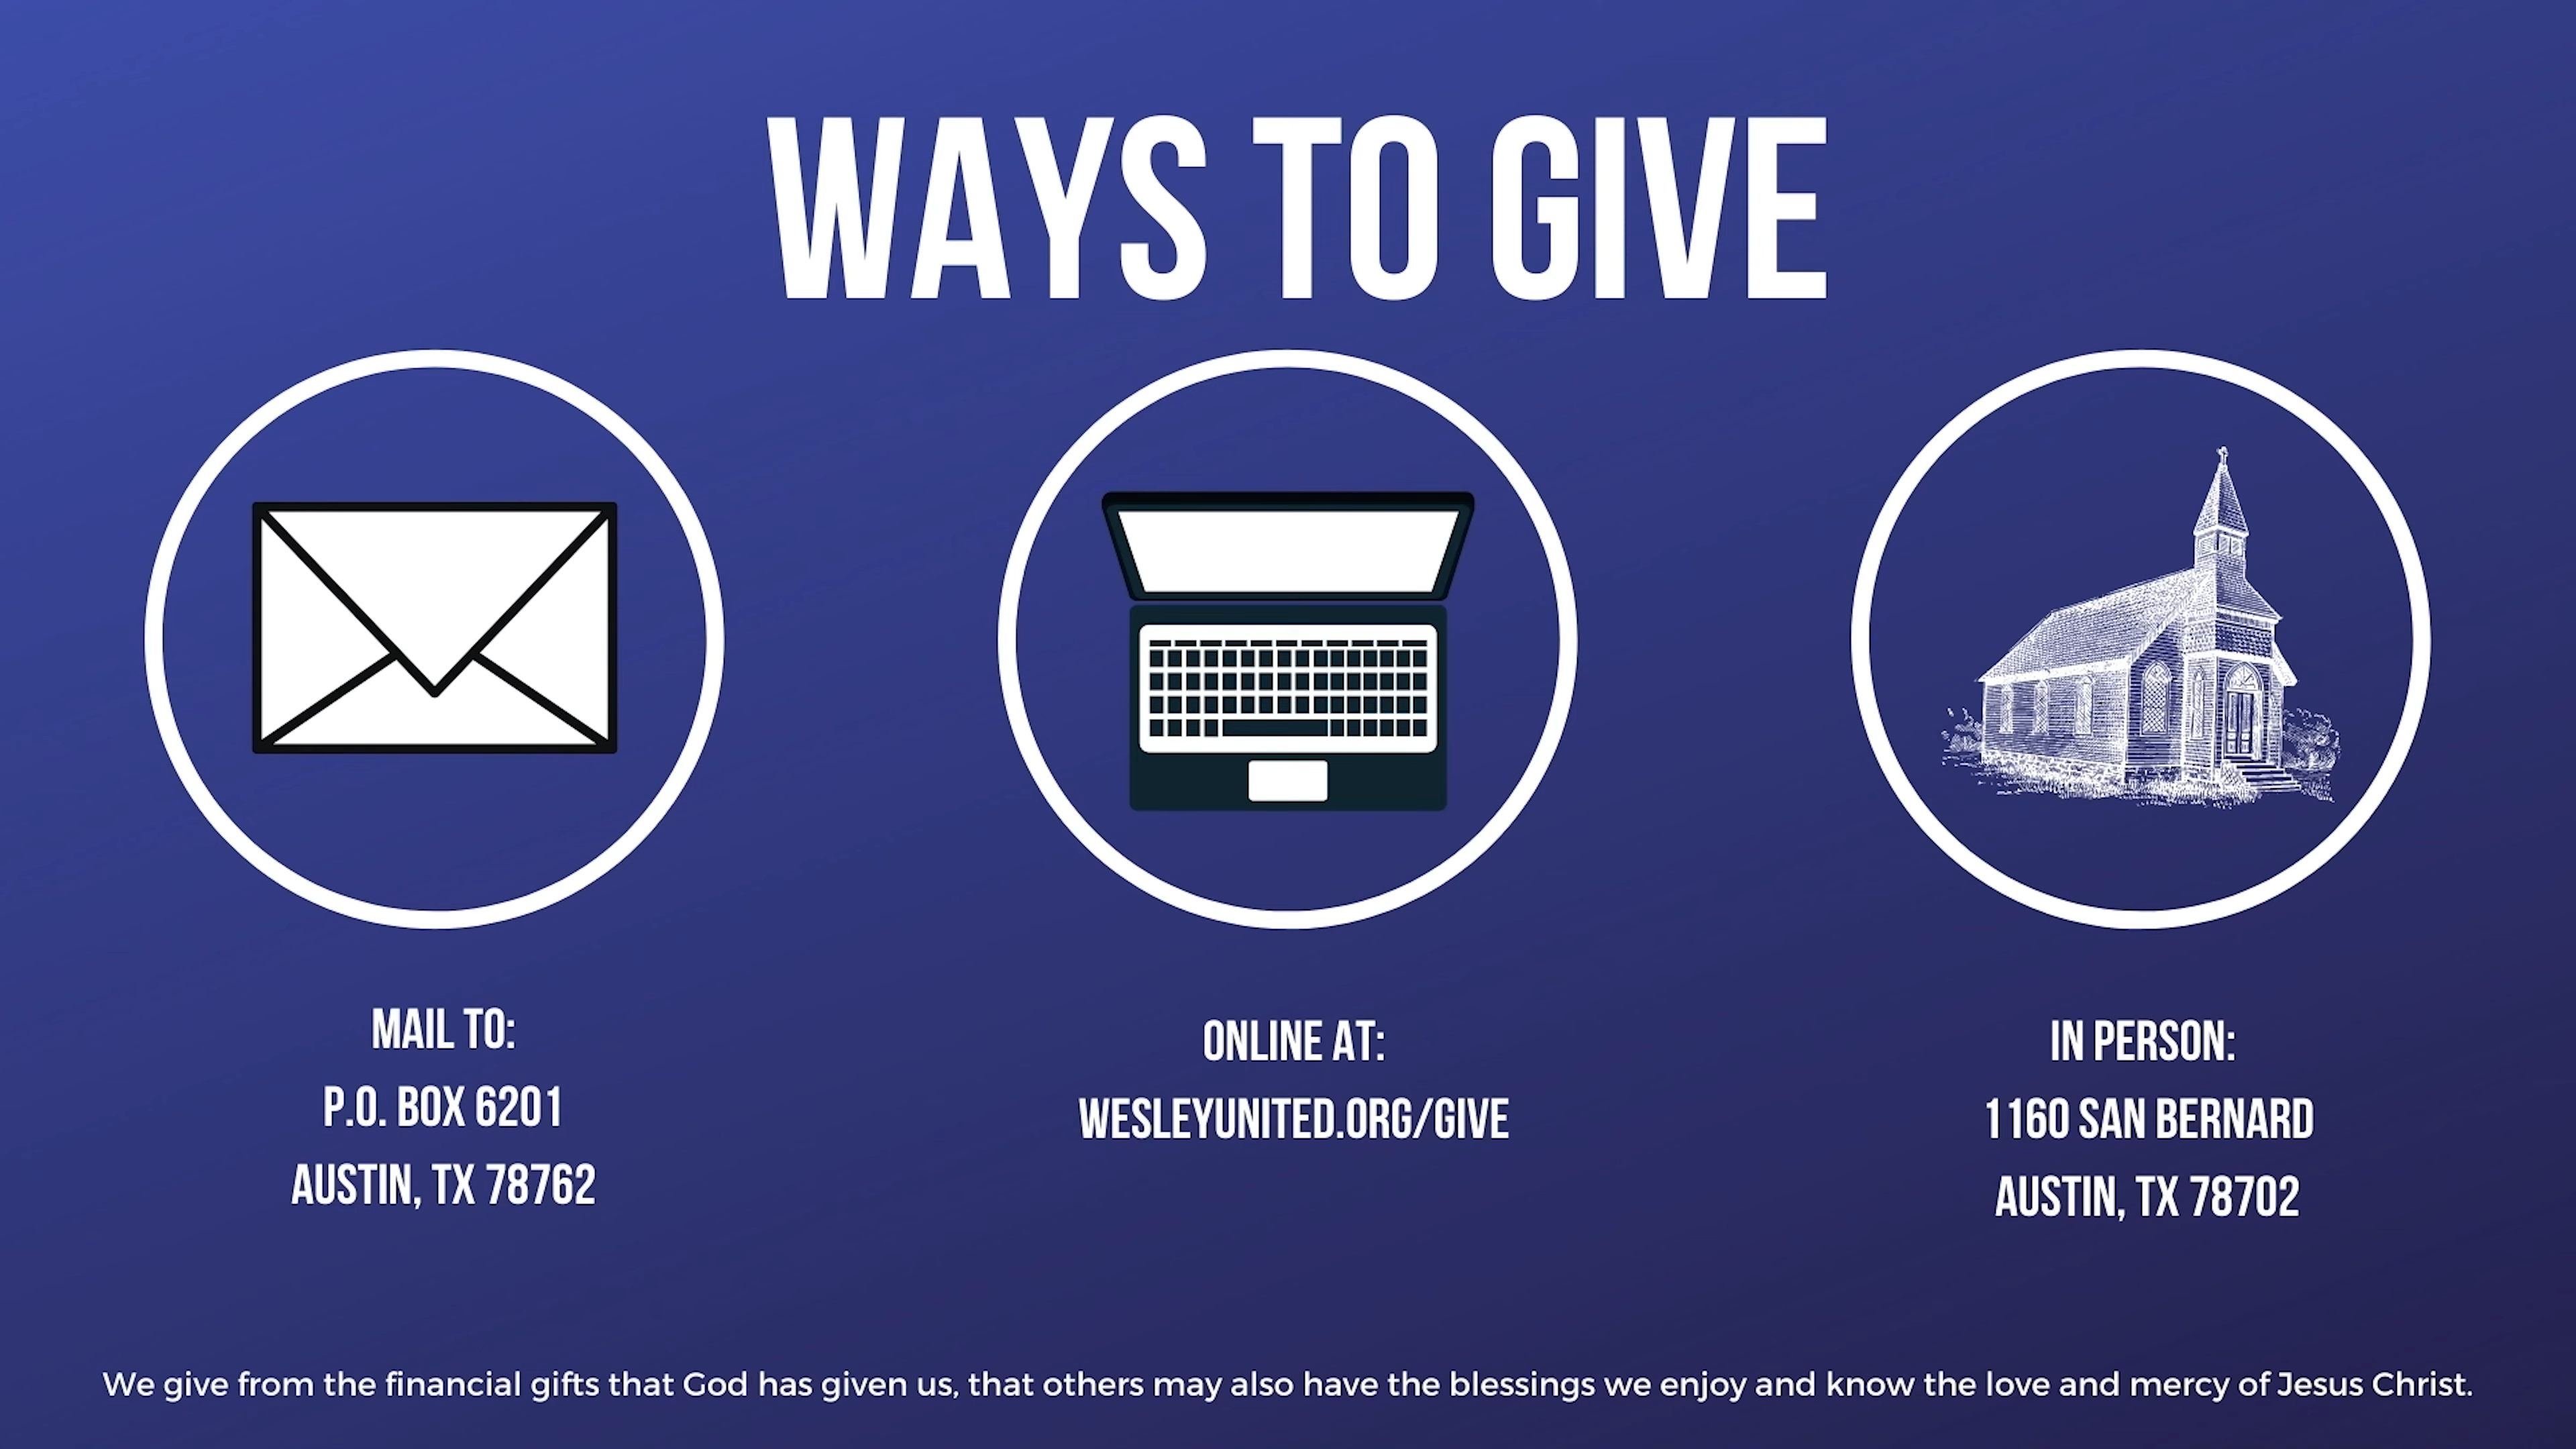 WAYS TO GIVE
MAIL TO:
P.O. BOX 6201
AUSTIN, TX 78762
ONLINE AT:
WESLEYUNITED.ORG/GIVE
IN PERSON:
1160 SAN BERNARD
AUSTIN, TX 78702
We give from the financial gifts that God has given us, that others may also have the blessings we enjoy and know the love and mercy of Jesus Christ.